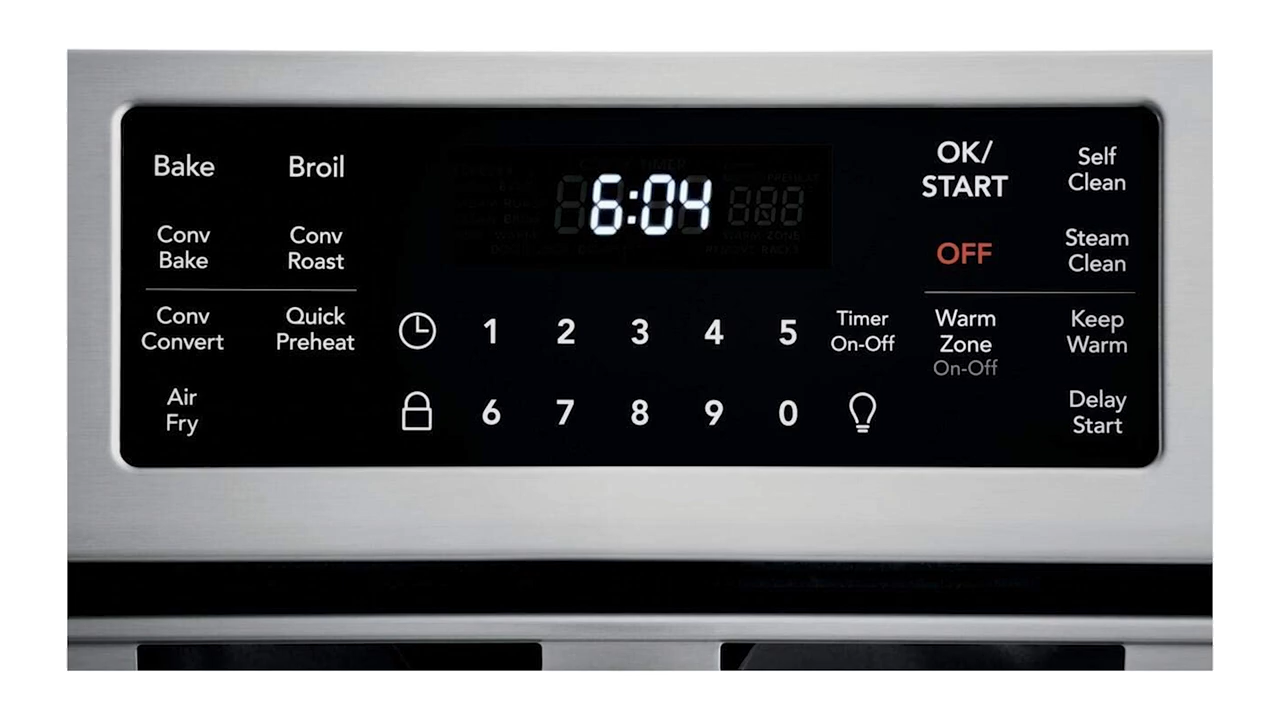 Bake
Broil
Conv
Bake
Conv
Roast
Conv
Convert
Quick
Preheat
Air
Fry
6:04
1 2 3 4 5
6 7 8 9 0
Timer
On-Off
OK/
START
OFF
Warm
Zone
On-Off
Self
Clean
Steam
Clean
Keep
Warm
Delay
Start